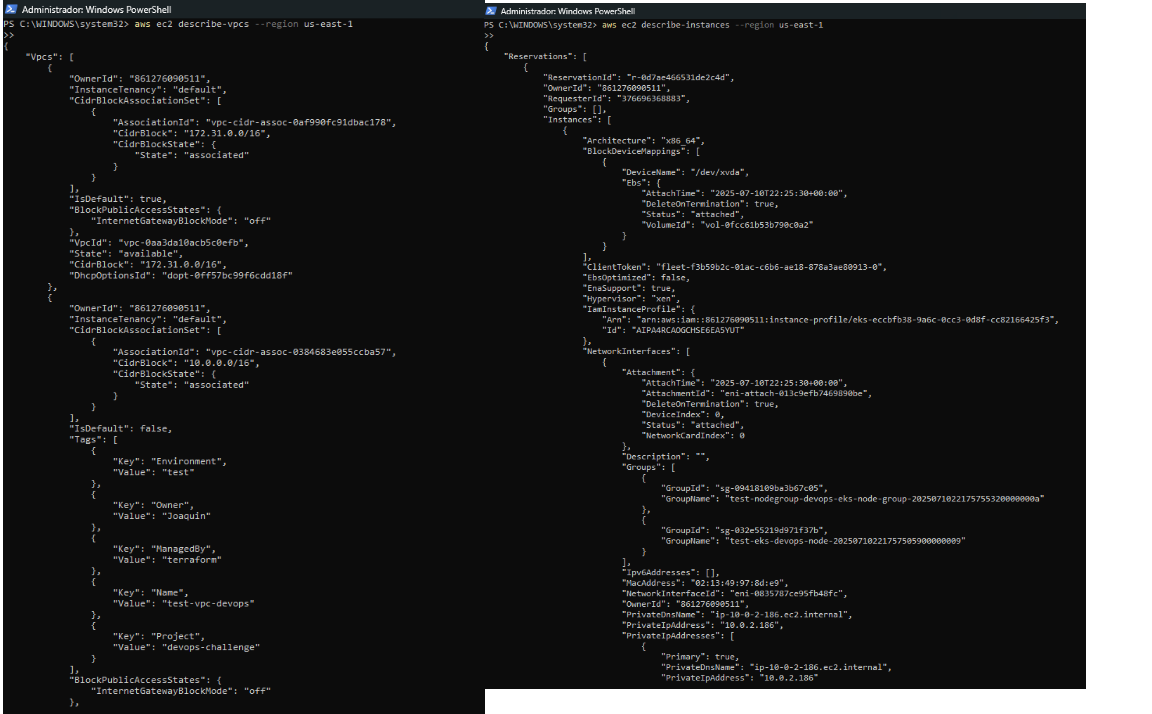 Administrador: Windows PowerShell
PS C:\WINDOWS\system32> aws ec2 describe-vpcs --region us-east-1
>>
{
    "Vpcs": [
        {
            "OwnerId": "861276090511",
            "InstanceTenancy": "default",
            "CidrBlockAssociationSet": [
                {
                    "AssociationId": "vpc-cidr-assoc-0af990fc91dbac178",
                    "CidrBlock": "172.31.0.0/16",
                    "CidrBlockState": {
                        "State": "associated"
                    }
                }
            ],
            "IsDefault": true,
            "BlockPublicAccessStates": {
                "InternetGatewayBlockMode": "off"
            },
            "VpcId": "vpc-0aa3da10acb5c0efb",
            "State": "available",
            "CidrBlock": "172.31.0.0/16",
            "DhcpOptionsId": "dopt-0ff57bc99f6cdd18f"
        },
        {
            "OwnerId": "861276090511",
            "InstanceTenancy": "default",
            "CidrBlockAssociationSet": [
                {
                    "AssociationId": "vpc-cidr-assoc-0384683e055ccba57",
                    "CidrBlock": "10.0.0.0/16",
                    "CidrBlockState": {
                        "State": "associated"
                    }
                }
            ],
            "IsDefault": false,
            "Tags": [
                {
                    "Key": "Environment",
                    "Value": "test"
                },
                {
                    "Key": "Owner",
                    "Value": "Joaquin"
                },
                {
                    "Key": "ManagedBy",
                    "Value": "terraform"
                },
                {
                    "Key": "Name",
                    "Value": "test-vpc-devops"
                },
                {
                    "Key": "Project",
                    "Value": "devops-challenge"
                }
            ],
            "BlockPublicAccessStates": {
                "InternetGatewayBlockMode": "off"
            },
Administrador: Windows PowerShell
PS C:\WINDOWS\system32> aws ec2 describe-instances --region us-east-1
>>
{
    "Reservations": [
        {
            "ReservationId": "r-0d7ae466531de2c4d",
            "OwnerId": "861276090511",
            "RequesterId": "376696368883",
            "Groups": [],
            "Instances": [
                {
                    "Architecture": "x86_64",
                    "BlockDeviceMappings": [
                        {
                            "DeviceName": "/dev/xvda",
                            "Ebs": {
                                "AttachTime": "2025-07-10T22:25:30+00:00",
                                "DeleteOnTermination": true,
                                "Status": "attached",
                                "VolumeId": "vol-0fcc61b53b790c0a2"
                            }
                        }
                    ],
                    "ClientToken": "fleet-f3b59b2c-01ac-c6b6-ae18-878a3ae80913-0",
                    "EbsOptimized": false,
                    "EnaSupport": true,
                    "Hypervisor": "xen",
                    "IamInstanceProfile": {
                        "Arn": "arn:aws:iam::861276090511:instance-profile/eks-eccbfb38-9a6c-0cc3-0d8f-cc82166425f3",
                        "Id": "AIPA4RCAOGCHSE6EA5YUT"
                    },
                    "NetworkInterfaces": [
                        {
                            "Attachment": {
                                "AttachTime": "2025-07-10T22:25:30+00:00",
                                "AttachmentId": "eni-attach-013c9efb7469890be",
                                "DeleteOnTermination": true,
                                "DeviceIndex": 0,
                                "Status": "attached",
                                "NetworkCardIndex": 0
                            },
                            "Description": "",
                            "Groups": [
                                {
                                    "GroupId": "sg-09418109ba3b67c05",
                                    "GroupName": "test-nodegroup-devops-eks-node-group-20250710221757553200000000a"
                                },
                                {
                                    "GroupId": "sg-032e55219d971f37b",
                                    "GroupName": "test-eks-devops-node-20250710221757505900000009"
                                }
                            ],
                            "Ipv6Addresses": [],
                            "MacAddress": "02:13:49:97:8d:e9",
                            "NetworkInterfaceId": "eni-0835787ce95fb48fc",
                            "OwnerId": "861276090511",
                            "PrivateDnsName": "ip-10-0-2-186.ec2.internal",
                            "PrivateIpAddress": "10.0.2.186",
                            "PrivateIpAddresses": [
                                {
                                    "Primary": true,
                                    "PrivateDnsName": "ip-10-0-2-186.ec2.internal",
                                    "PrivateIpAddress": "10.0.2.186"